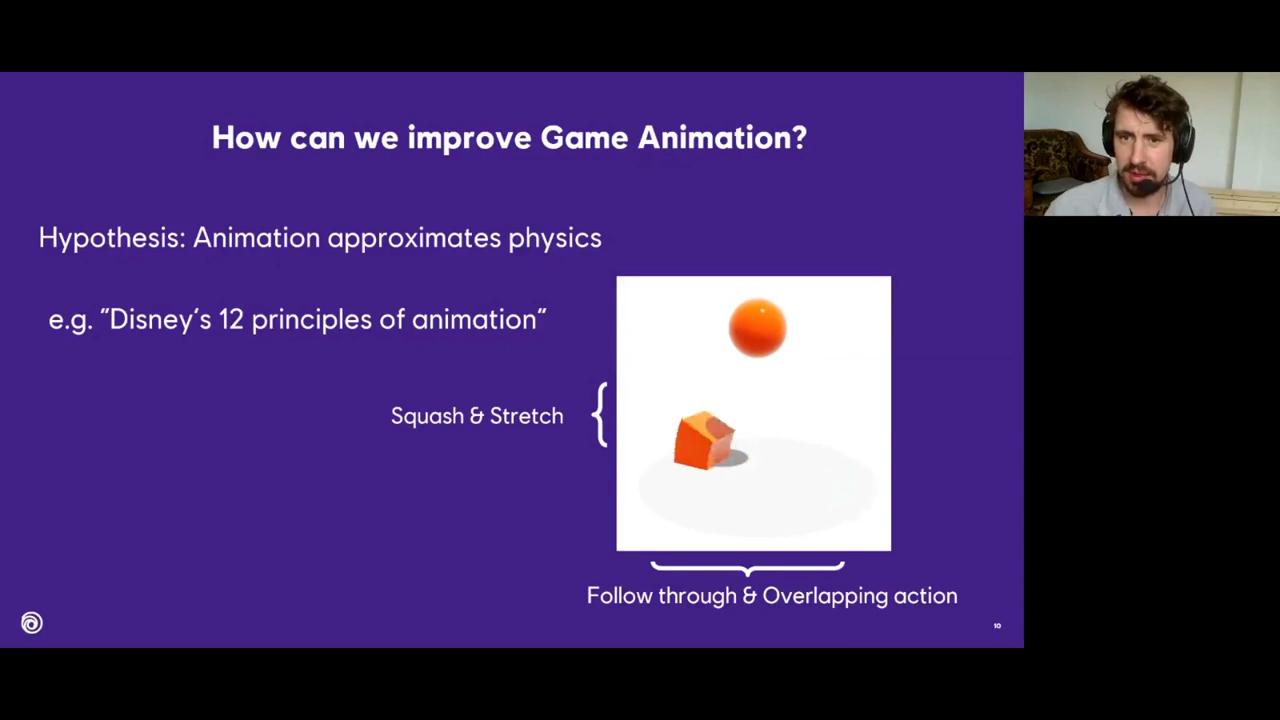 How can we improve Game Animation?
Hypothesis: Animation approximates physics
e.g. "Disney's 12 principles of animation"
Squash & Stretch
Follow through & Overlapping action
10